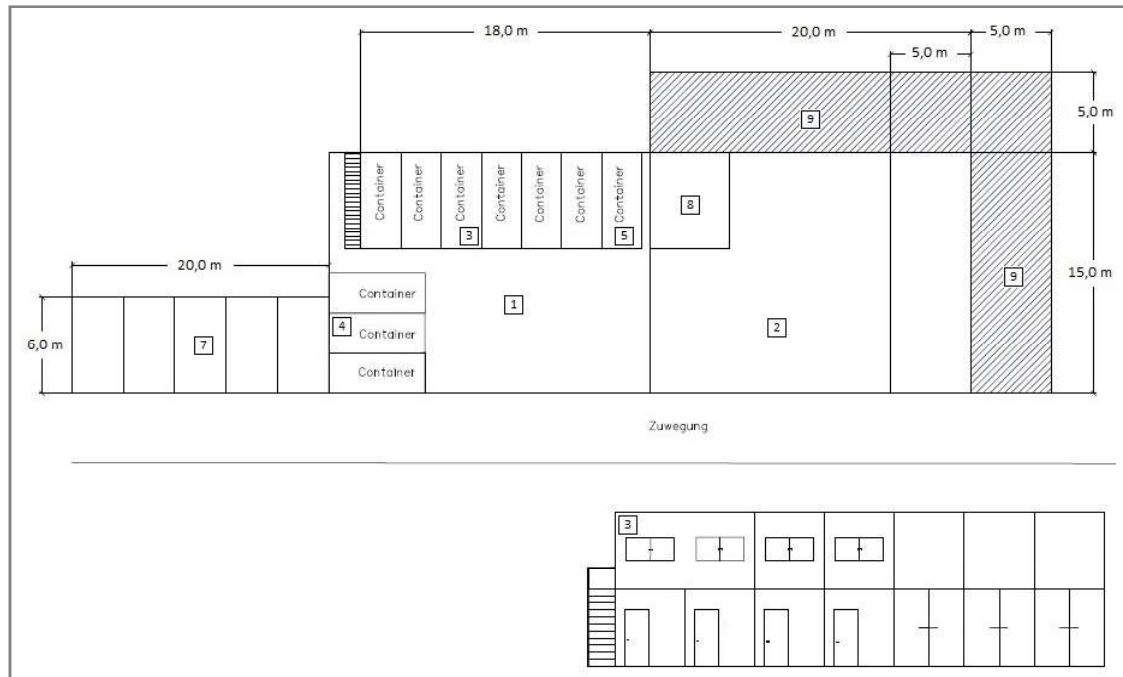 18,0 m
20,0 m
5,0 m
5,0 m
9
5,0 m
Container
Container
Container
Container
Container
Container
Container
3
5
8
20,0 m
Container
1
9
15,0 m
6,0 m
7
4
Container
2
Container
Zuwegung
3